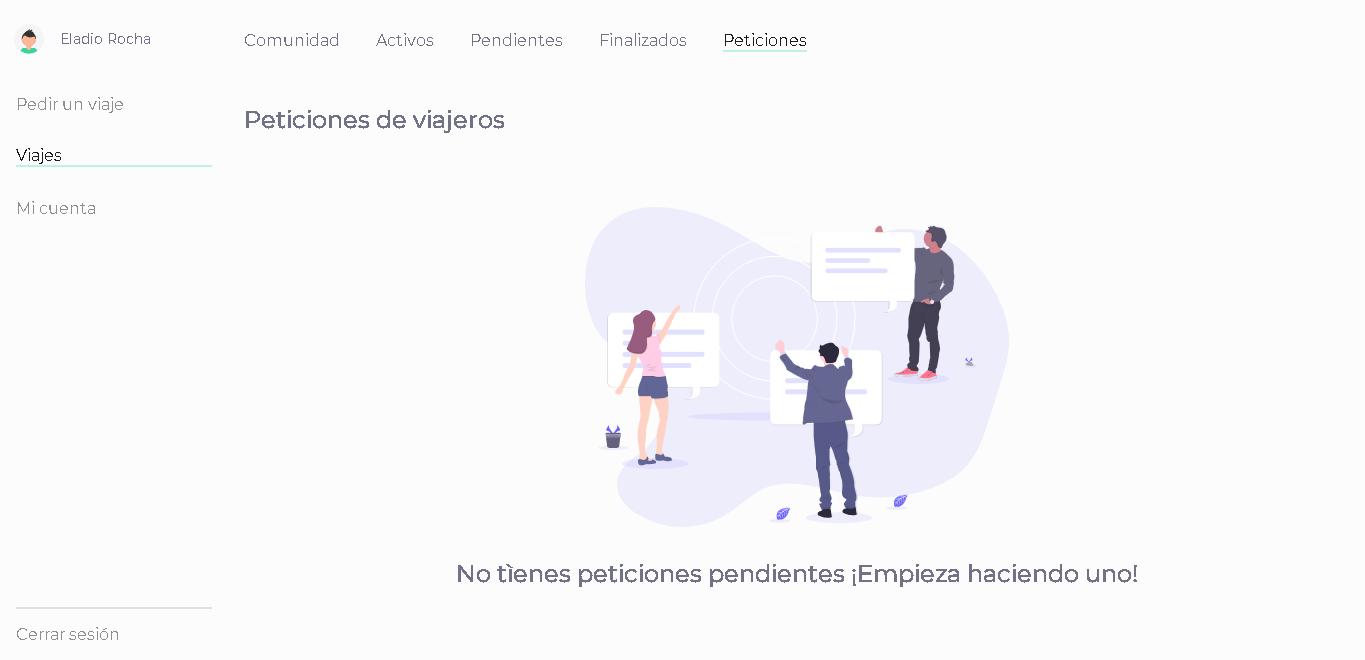 Eladio Rocha
Comunidad Activos Pendientes Finalizados Peticiones
Pedir un viaje
Viajes
Mi cuenta
Peticiones de viajeros
No tìenes peticiones pendientes ¡Empieza haciendo uno!
Cerrar sesión